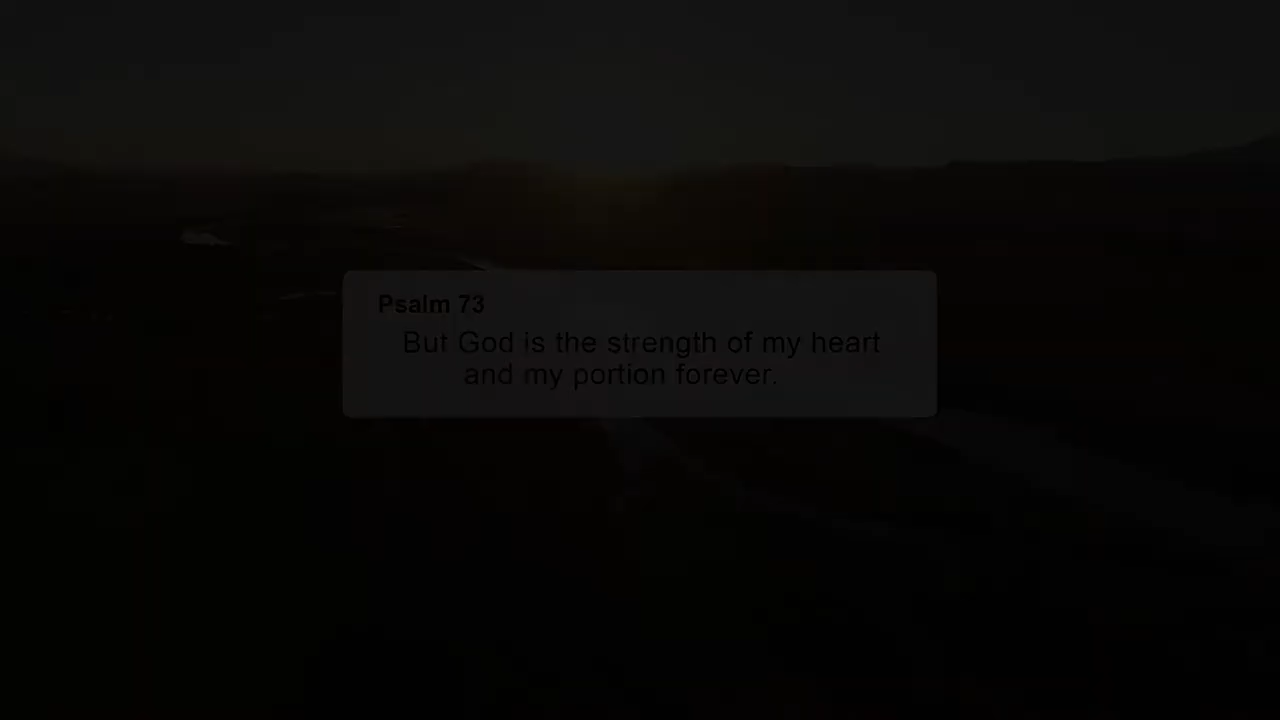 Psalm 73
But God is the strength of my heart
and my portion forever.